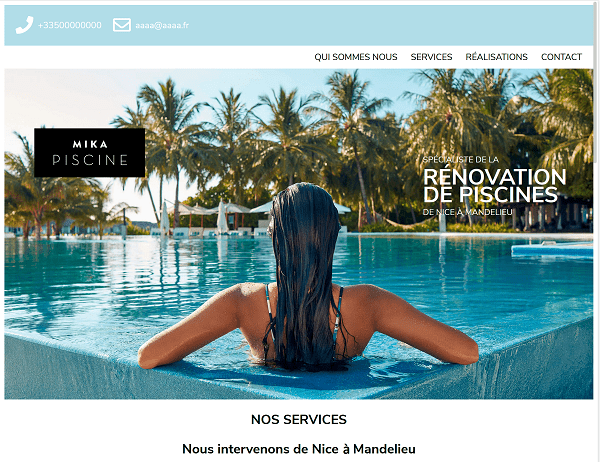 +33500000000 aaaa@aaaa.fr
QUI SOMMES NOUS SERVICES RÉALISATIONS CONTACT
MIKA
PISCINE
SPÉCIALISTE DE LA
RÉNOVATION
DE PISCINES
DE NICE À MANDELIEU
NOS SERVICES
Nous intervenons de Nice à Mandelieu